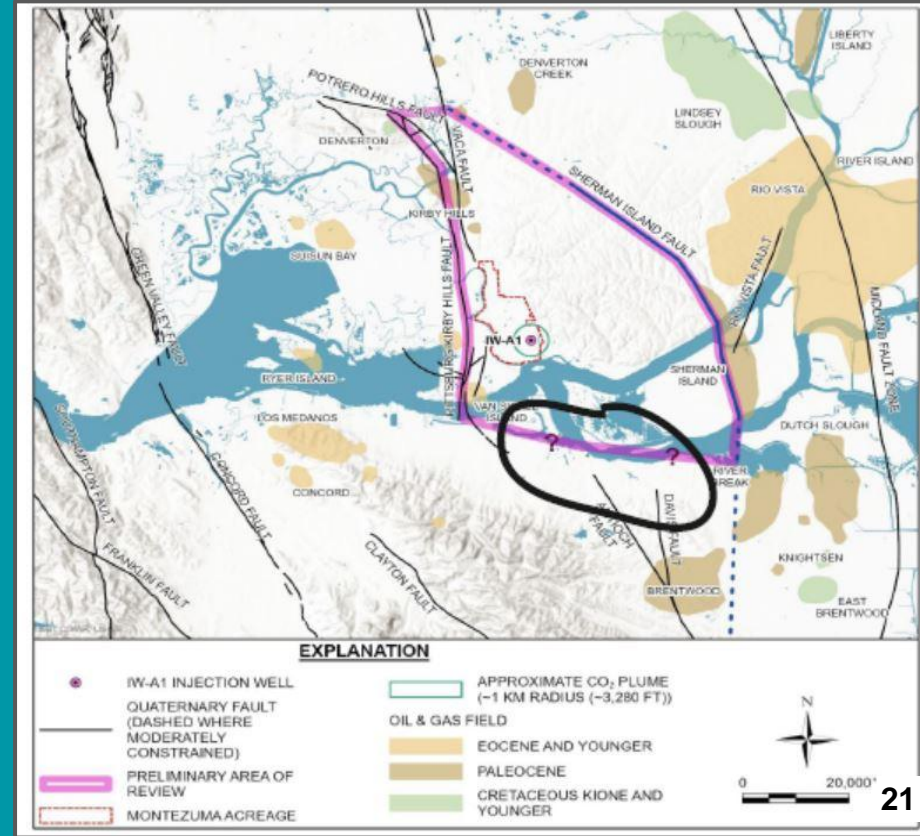 LIBERTY
ISLAND
DENVERTON
CREEK
POTRERO HILLS FAULT
LINDSEY
SLOUGH
DENVERTON
VACA FAULT
RIVER ISLAND
SHERMAN ISLAND FAULT
RIO VISTA
KIRBY HILLS
GREEN VALLEY FAULT
SUISUN BAY
PITTSBURG/KIRBY HILLS FAULT
RIO VISTA FAULT
MIDLAND FAULT ZONE
IW-A1
RYER ISLAND
SHERMAN
ISLAND
LOS MEDANOS
VAN
ISLAND
DUTCH SLOUGH
?
?
RIVER
BREAK
CONCORD FAULT
CONCORD
ANTIOCH
FAULT
DAVIS FAULT
FRANKLIN FAULT
CLAYTON FAULT
KNIGHTSEN
BRENTWOOD
EAST
BRENTWOOD
EXPLANATION
IW-A1 INJECTION WELL
QUATERNARY FAULT
(DASHED WHERE
MODERATELY
CONSTRAINED)
PRELIMINARY AREA OF
REVIEW
MONTEZUMA ACREAGE
APPROXIMATE CO₂ PLUME
(~1 KM RADIUS (~3,280 FT))
OIL & GAS FIELD
EOCENE AND YOUNGER
PALEOCENE
CRETACEOUS KIONE AND
YOUNGER
N
0 20,000'
21